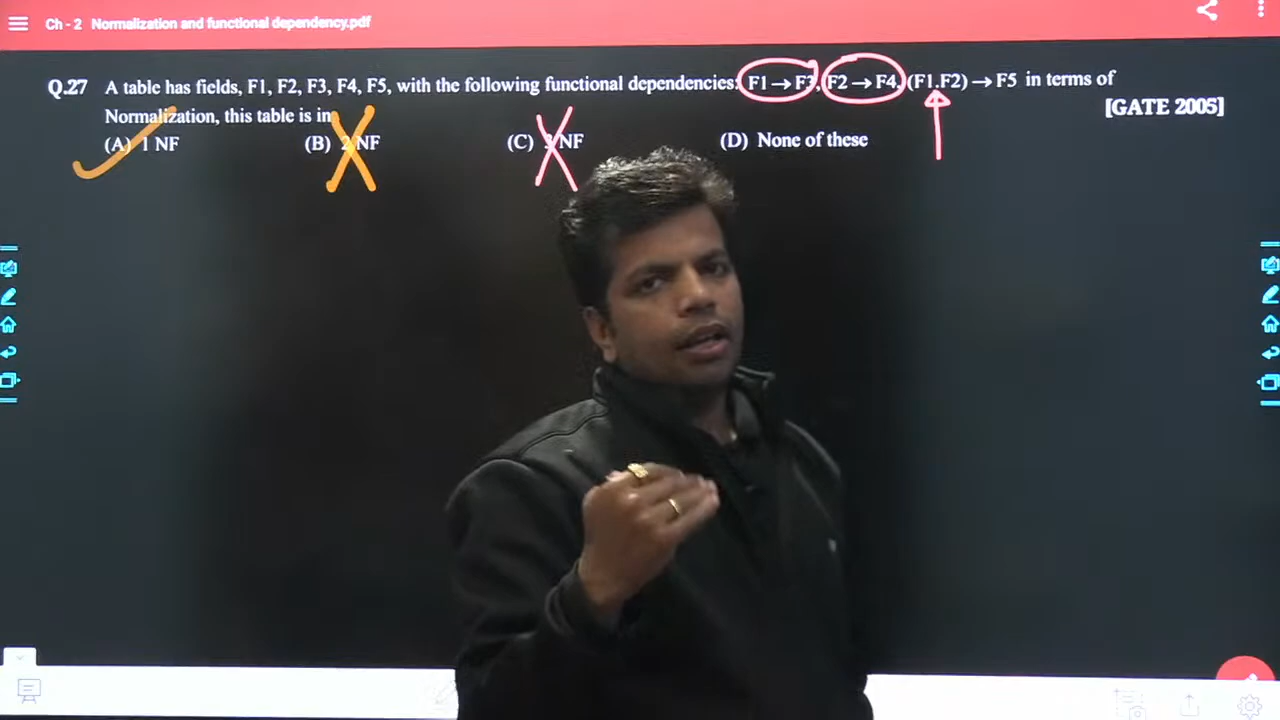 Ch - 2 Normalization and functional dependency.pdf
Q.27 A table has fields, F1, F2, F3, F4, F5, with the following functional dependencies: F1 → F3, F2 → F4, (F1.F2) → F5 in terms of
Normalization, this table is in
[GATE 2005]
(A) 1 NF (B) 2 NF (C) 3 NF (D) None of these